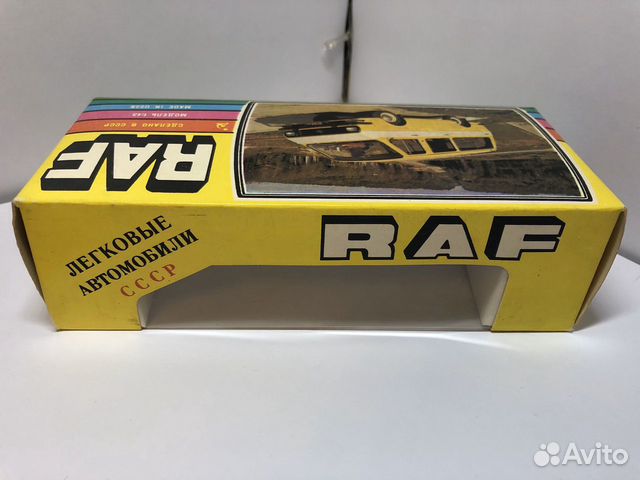 СДЕЛАНО В СССР
МОДЕЛЬ 1:43
MADE IN USSR
RAF
ЛЕГКОВЫЕ
АВТОМОБИЛИ
СССР
RAF
Avito